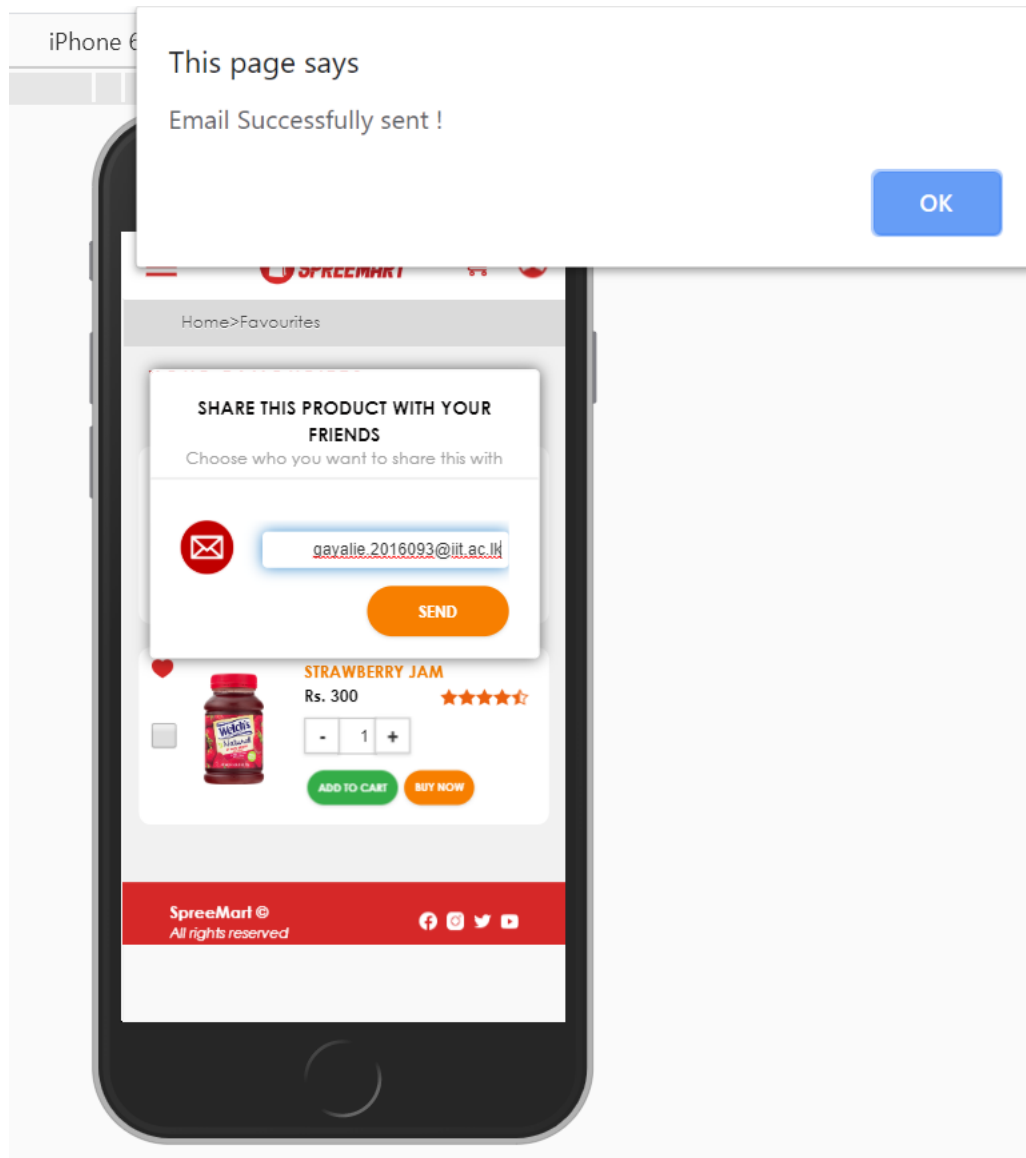 iPhone 6
This page says
Email Successfully sent !
OK
SPREEMART
Home>Favourites
SHARE THIS PRODUCT WITH YOUR
FRIENDS
Choose who you want to share this with
gayalie.2016093@iit.ac.lk
SEND
STRAWBERRY JAM
Rs. 300
Welch's
Natural
- 1 +
ADD TO CART BUY NOW
SpreeMart ©
All rights reserved